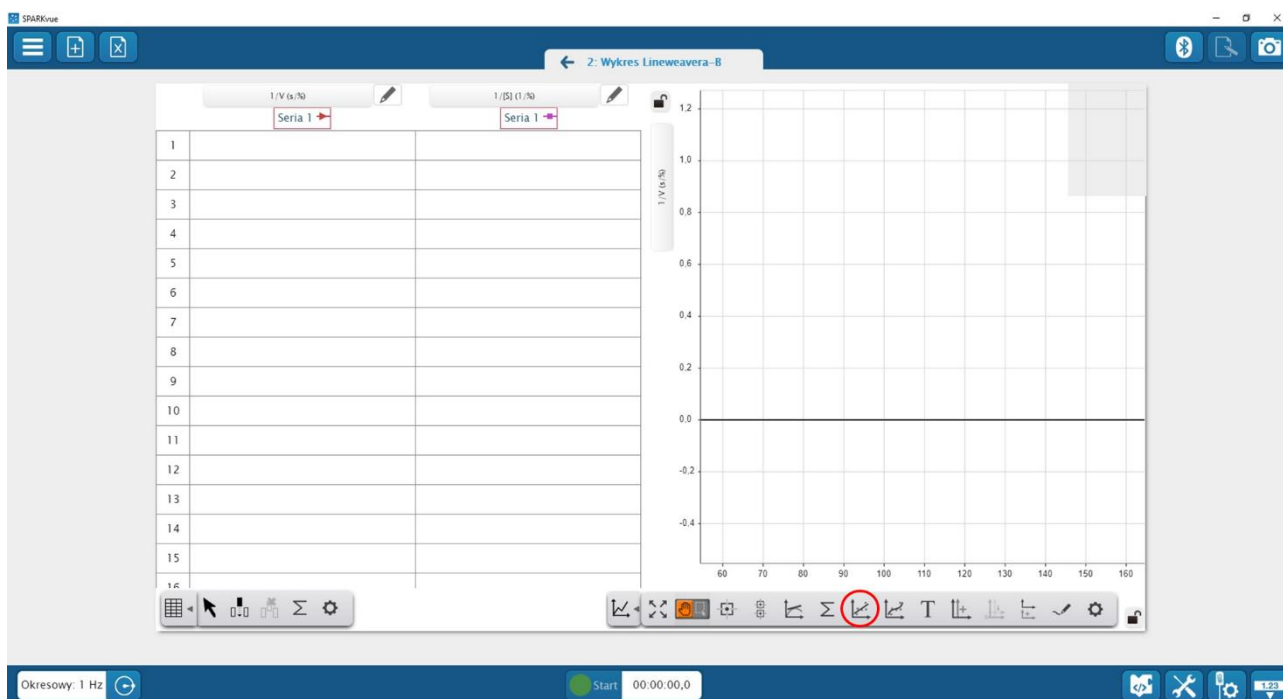 SPARKvue
2: Wykres Lineweavera-B
1/V (s/%)
1/[S] (1/%)
Seria 1
Seria 1
1
2
3
4
5
6
7
8
9
10
11
12
13
14
15
16
1/V (s/%)
1,2
1,0
0,8
0,6
0,4
0,2
0,0
-0,2
-0,4
60 70 80 90 100 110 120 130 140 150 160
Σ
Σ T
Okresowy: 1 Hz
Start 00:00:00,0
1.23